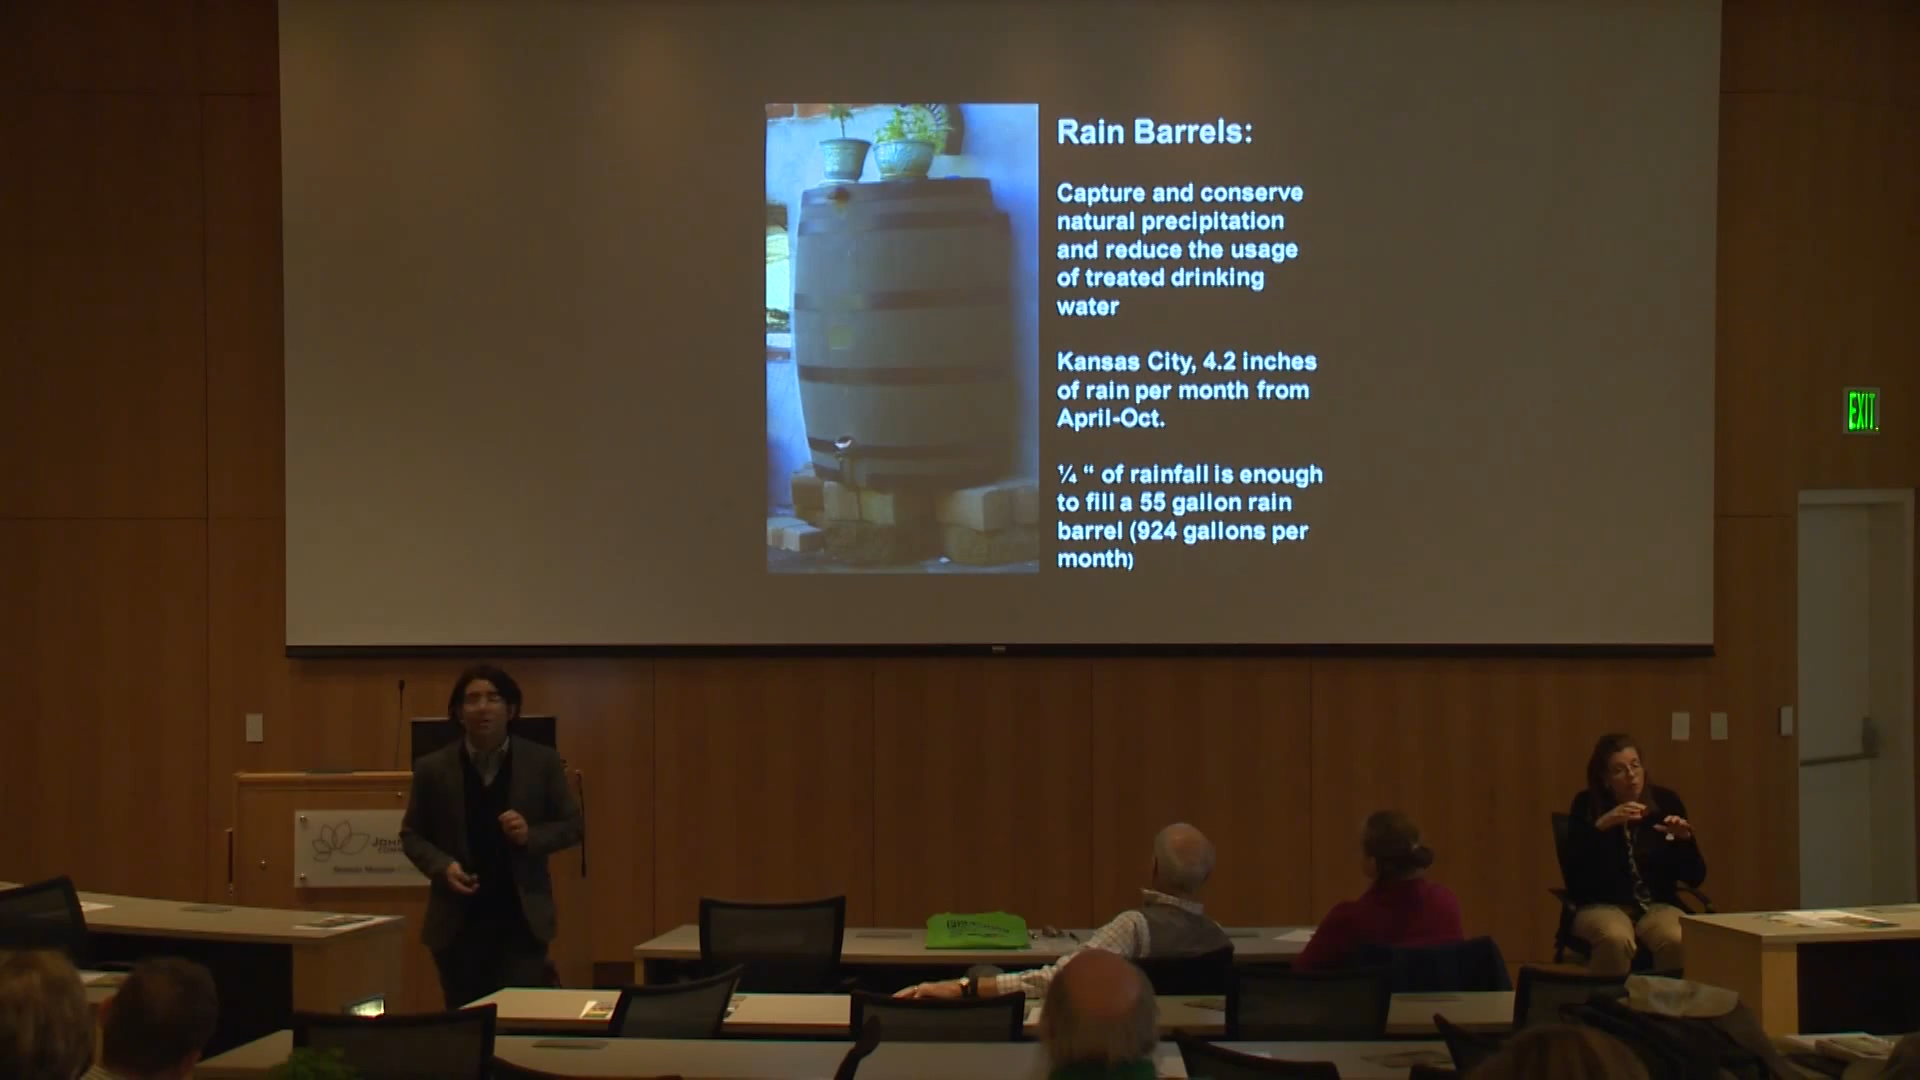 Rain Barrels:
Capture and conserve
natural precipitation
and reduce the usage
of treated drinking
water
Kansas City, 4.2 inches
of rain per month from
April-Oct.
¼ “ of rainfall is enough
to fill a 55 gallon rain
barrel (924 gallons per
month)
EXIT